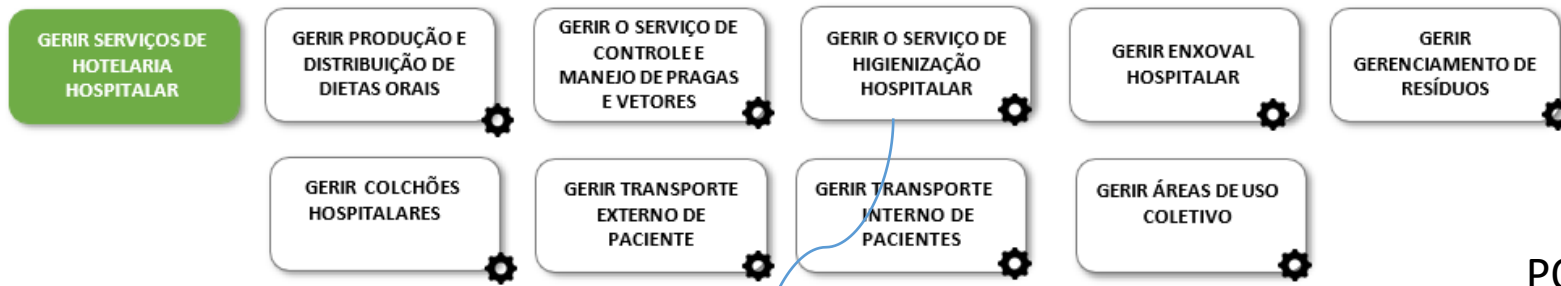 GERIR SERVIÇOS DE
HOTELARIA
HOSPITALAR
GERIR PRODUÇÃO E
DISTRIBUIÇÃO DE
DIETAS ORAIS
GERIR O SERVIÇO DE
CONTROLE E
MANEJO DE PRAGAS
E VETORES
GERIR O SERVIÇO DE
HIGIENIZAÇÃO
HOSPITALAR
GERIR ENXOVAL
HOSPITALAR
GERIR
GERENCIAMENTO DE
RESÍDUOS
GERIR COLCHÕES
HOSPITALARES
GERIR TRANSPORTE
EXTERNO DE
PACIENTE
GERIR TRANSPORTE
INTERNO DE
PACIENTES
GERIR ÁREAS DE USO
COLETIVO